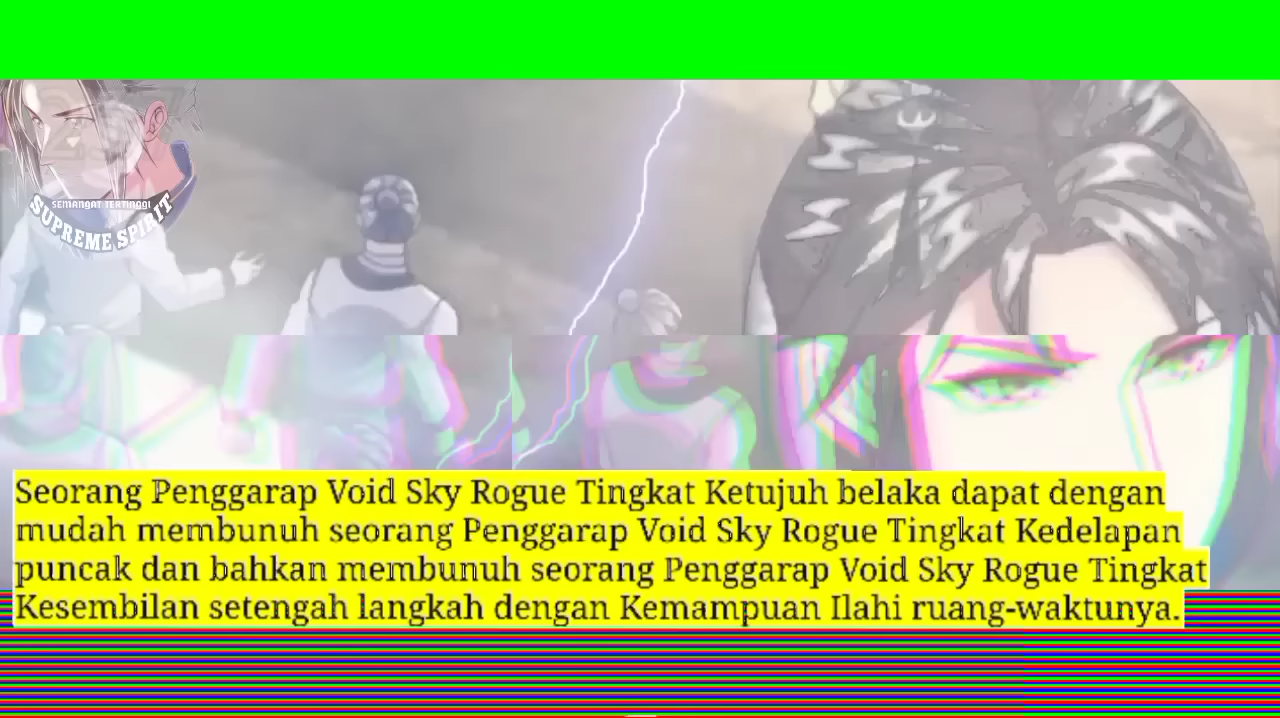 SEMANGAT TERTINGGI
SUPREME SPIRIT
Seorang Penggarap Void Sky Rogue Tingkat Ketujuh belaka dapat dengan
mudah membunuh seorang Penggarap Void Sky Rogue Tingkat Kedelapan
puncak dan bahkan membunuh seorang Penggarap Void Sky Rogue Tingkat
Kesembilan setengah langkah dengan Kemampuan Ilahi ruang-waktunya.